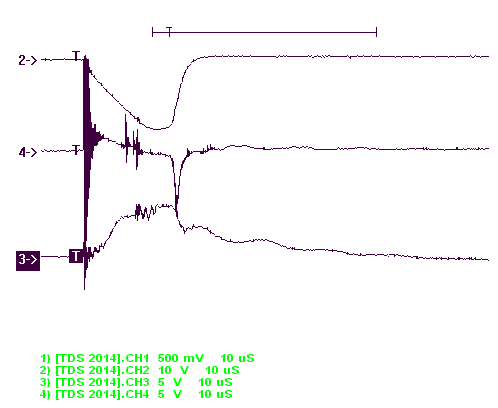 T
2-> T
4-> T
3-> T
1) [TDS 2014].CH1 500 mV 10 uS
2) [TDS 2014].CH2 10 V 10 uS
3) [TDS 2014].CH3 5 V 10 uS
4) [TDS 2014].CH4 5 V 10 uS